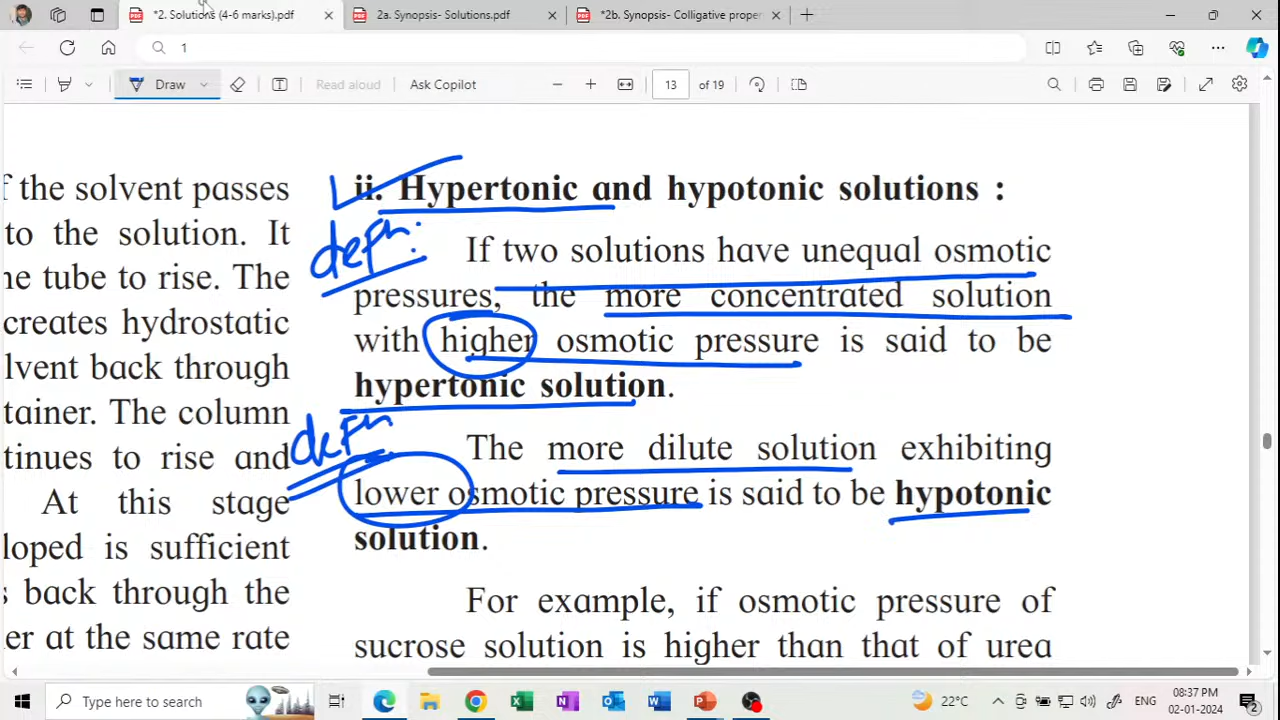 *2. Solutions (4-6 marks).pdf
2a. Synopsis- Solutions.pdf
*2b. Synopsis- Colligative proper
1
Draw
Read aloud
Ask Copilot
13 of 19
f the solvent passes
to the solution. It
ne tube to rise. The
creates hydrostatic
lvent back through
tainer. The column
tinues to rise and
At this stage
loped is sufficient
s back through the
er at the same rate
ii. Hypertonic and hypotonic solutions :
defn:
If two solutions have unequal osmotic
pressures, the more concentrated solution
with higher osmotic pressure is said to be
hypertonic solution.
defn
The more dilute solution exhibiting
lower osmotic pressure is said to be hypotonic
solution.
For example, if osmotic pressure of
sucrose solution is higher than that of urea
Type here to search
22°C
ENG
08:37 PM
02-01-2024
2